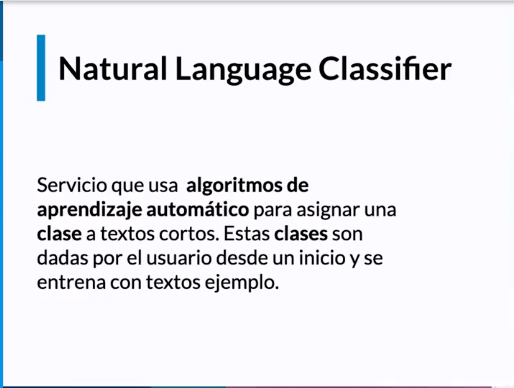 Natural Language Classifier
Servicio que usa algoritmos de
aprendizaje automático para asignar una
clase a textos cortos. Estas clases son
dadas por el usuario desde un inicio y se
entrena con textos ejemplo.